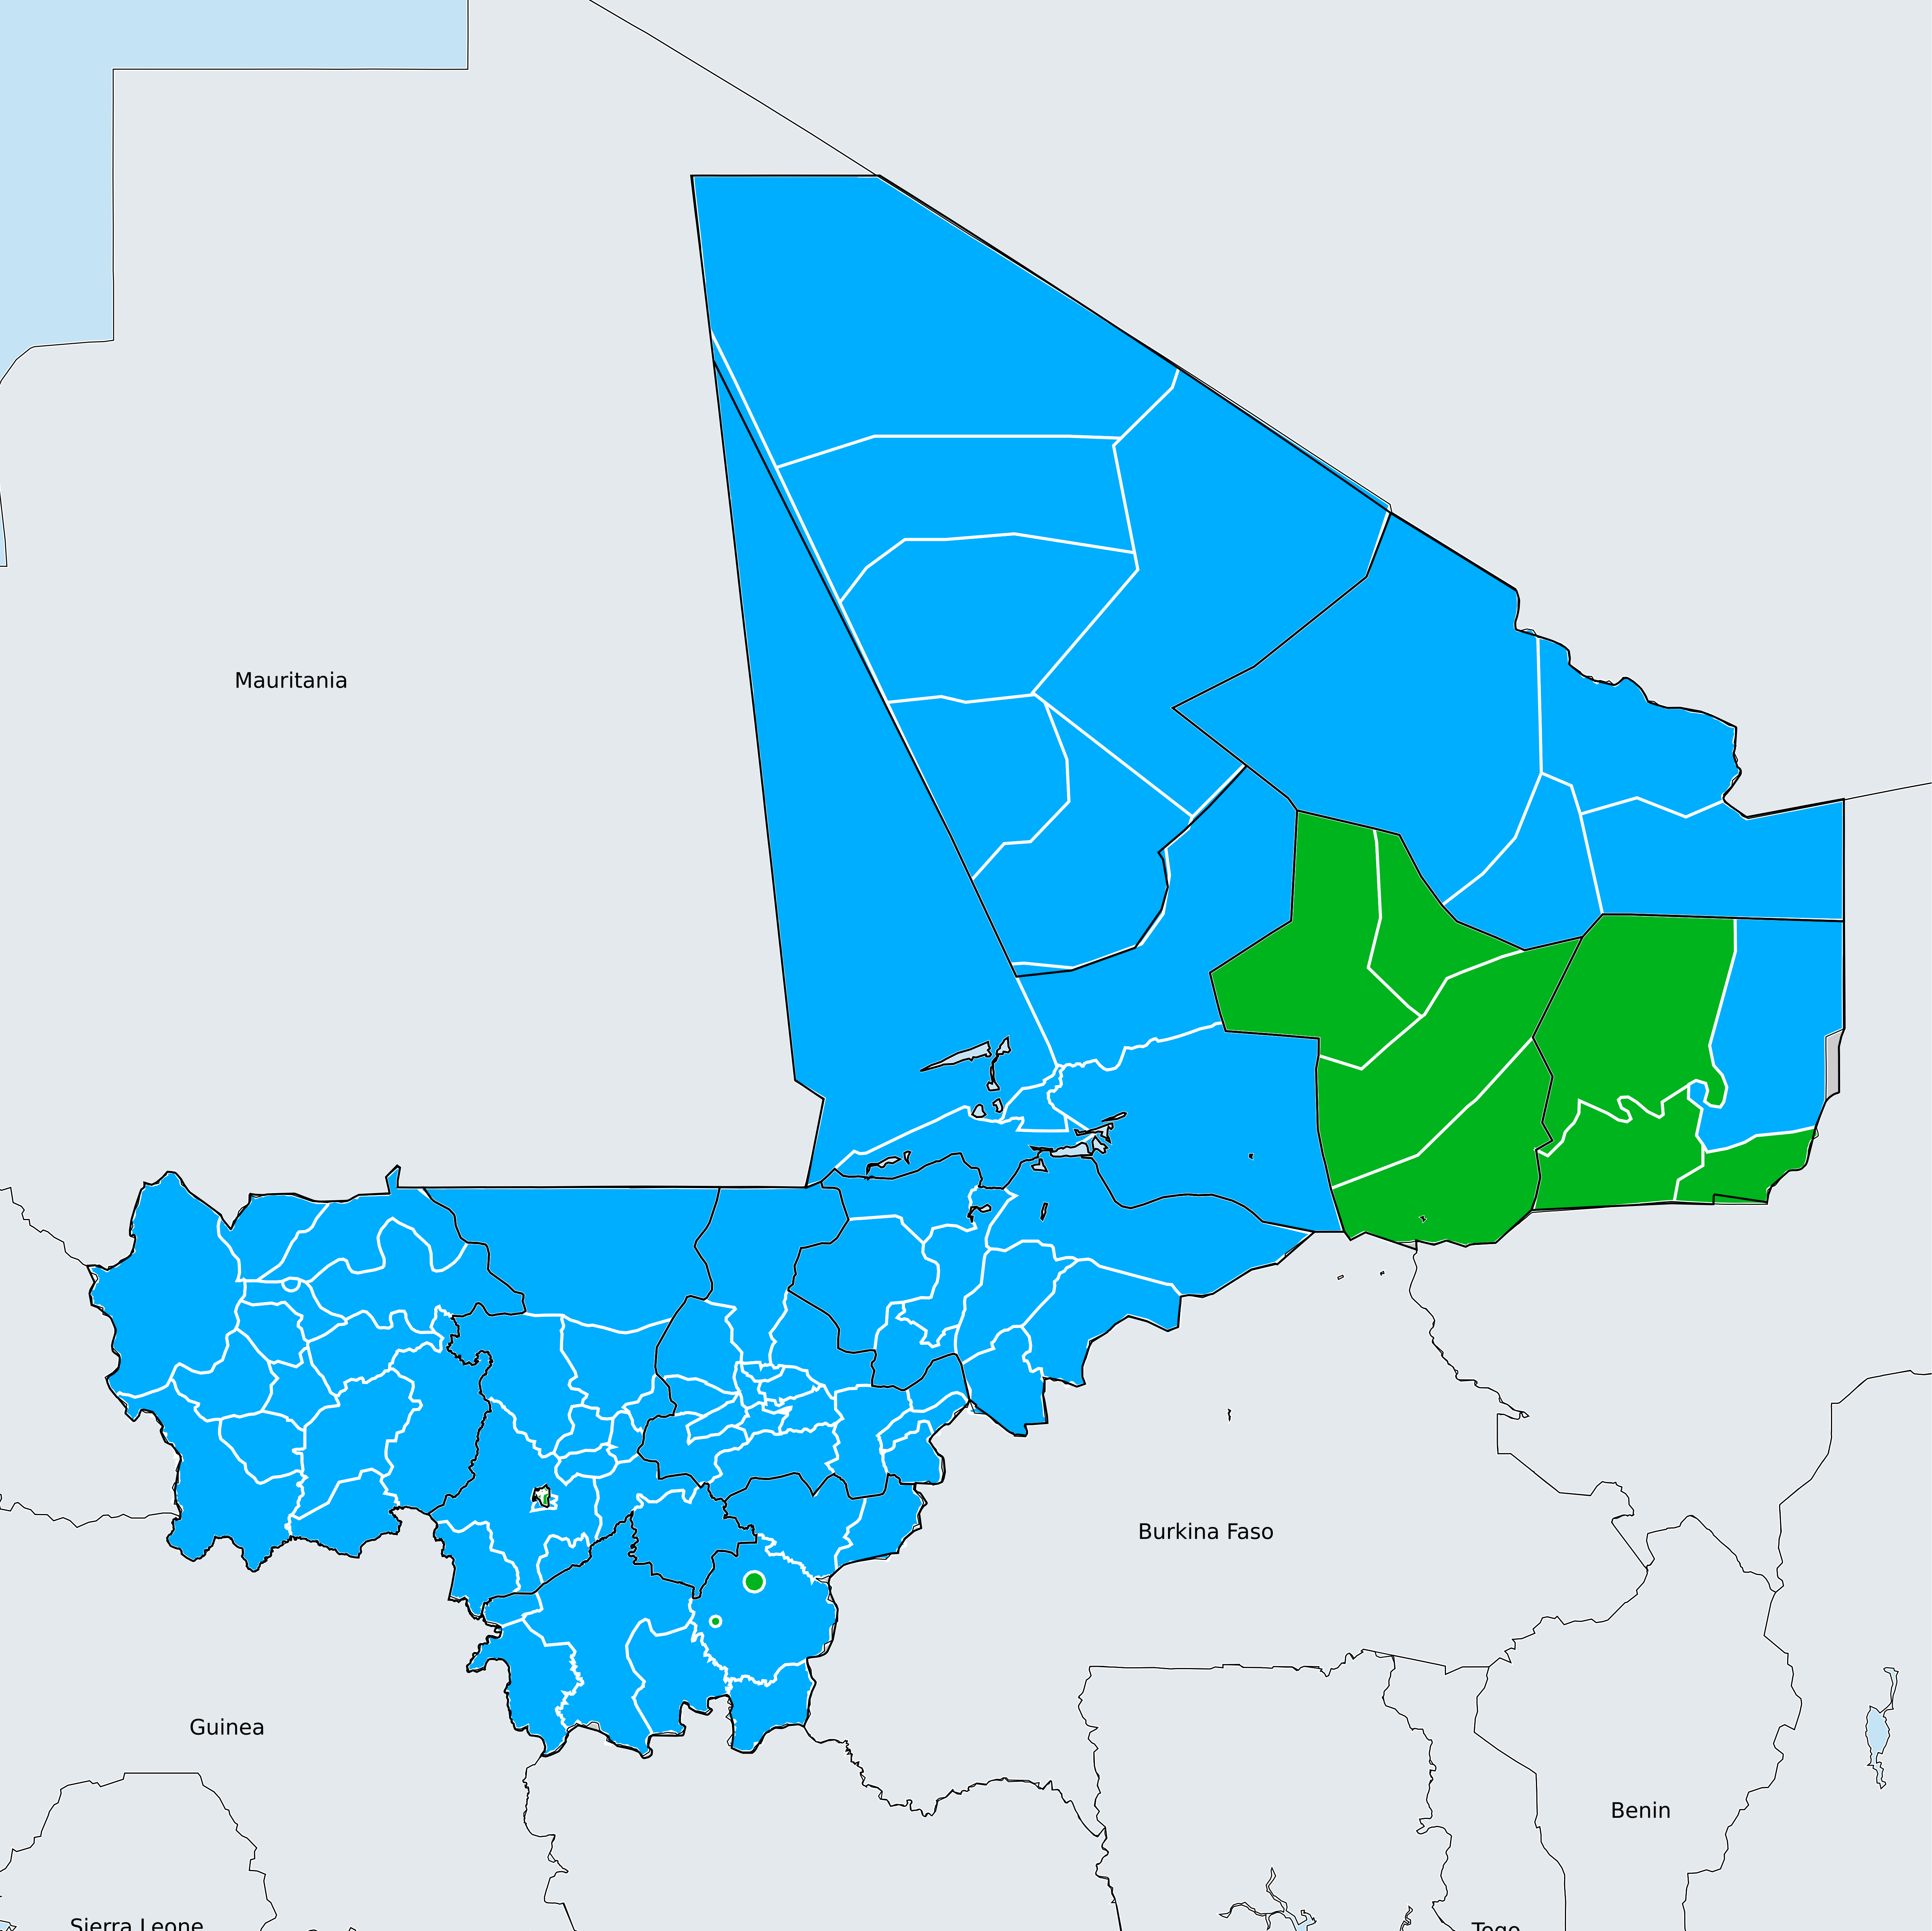 Mauritania
Burkina Faso
Guinea
Benin
Sierra Leone
Togo